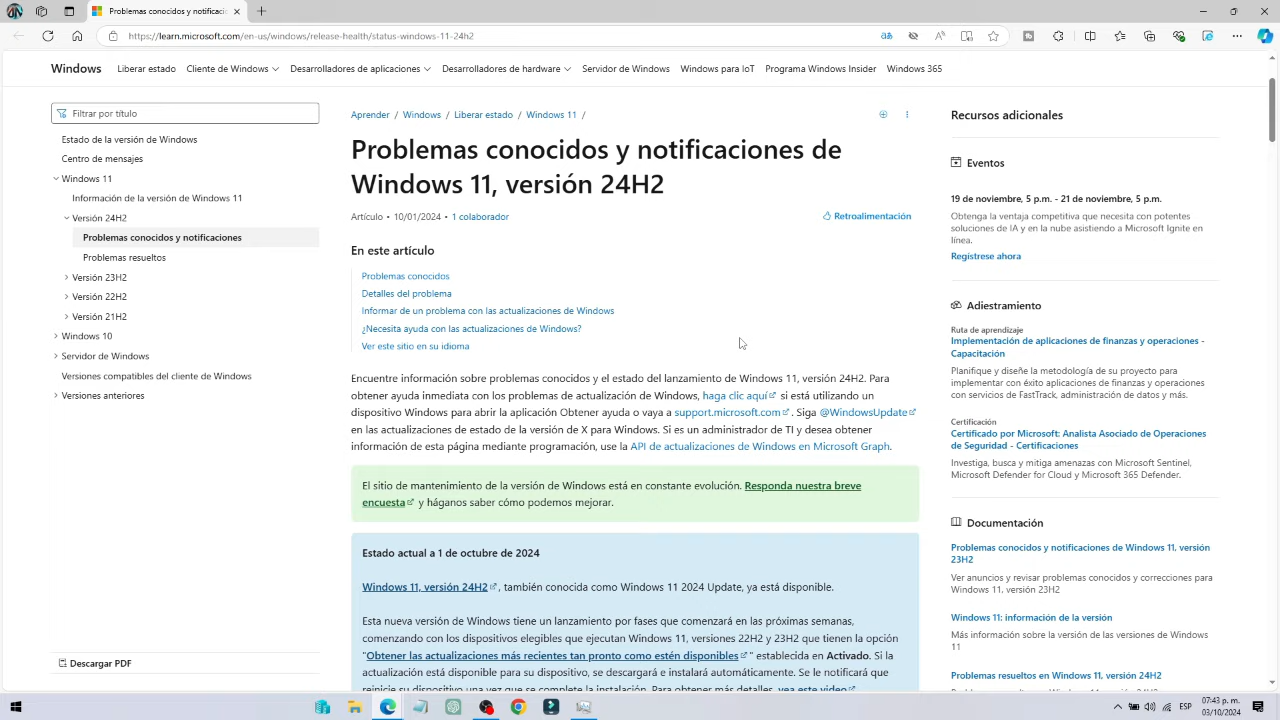 Problemas conocidos y notificaci
https://learn.microsoft.com/en-us/windows/release-health/status-windows-11-24h2
Windows
Liberar estado
Cliente de Windows
Desarrolladores de aplicaciones
Desarrolladores de hardware
Servidor de Windows
Windows para IoT
Programa Windows Insider
Windows 365
Filtrar por título
Estado de la versión de Windows
Centro de mensajes
Windows 11
Información de la versión de Windows 11
Versión 24H2
Problemas conocidos y notificaciones
Problemas resueltos
Versión 23H2
Versión 22H2
Versión 21H2
Windows 10
Servidor de Windows
Versiones compatibles del cliente de Windows
Versiones anteriores
Descargar PDF
Aprender / Windows / Liberar estado / Windows 11 /
Problemas conocidos y notificaciones de
Windows 11, versión 24H2
Artículo • 10/01/2024 • 1 colaborador
Retroalimentación
En este artículo
Problemas conocidos
Detalles del problema
Informar de un problema con las actualizaciones de Windows
¿Necesita ayuda con las actualizaciones de Windows?
Ver este sitio en su idioma
Encuentre información sobre problemas conocidos y el estado del lanzamiento de Windows 11, versión 24H2. Para
obtener ayuda inmediata con los problemas de actualización de Windows, haga clic aquí si está utilizando un
dispositivo Windows para abrir la aplicación Obtener ayuda o vaya a support.microsoft.com . Siga @WindowsUpdate
en las actualizaciones de estado de la versión de X para Windows. Si es un administrador de TI y desea obtener
información de esta página mediante programación, use la API de actualizaciones de Windows en Microsoft Graph.
El sitio de mantenimiento de la versión de Windows está en constante evolución. Responda nuestra breve
encuesta y háganos saber cómo podemos mejorar.
Estado actual a 1 de octubre de 2024
Windows 11, versión 24H2 , también conocida como Windows 11 2024 Update, ya está disponible.
Esta nueva versión de Windows tiene un lanzamiento por fases que comenzará en las próximas semanas,
comenzando con los dispositivos elegibles que ejecutan Windows 11, versiones 22H2 y 23H2 que tienen la opción
"Obtener las actualizaciones más recientes tan pronto como estén disponibles " establecida en Activado. Si la
actualización está disponible para su dispositivo, se descargará e instalará automáticamente. Se le notificará que
reinicie su dispositivo una vez que se complete la instalación. Para obtener más detalles, vea este video .
Recursos adicionales
Eventos
19 de noviembre, 5 p.m. - 21 de noviembre, 5 p.m.
Obtenga la ventaja competitiva que necesita con potentes
soluciones de IA y en la nube asistiendo a Microsoft Ignite en
línea.
Regístrese ahora
Adiestramiento
Ruta de aprendizaje
Implementación de aplicaciones de finanzas y operaciones -
Capacitación
Planifique y diseñe la metodología de su proyecto para
implementar con éxito aplicaciones de finanzas y operaciones
con servicios de FastTrack, administración de datos y más.
Certificación
Certificado por Microsoft: Analista Asociado de Operaciones
de Seguridad - Certificaciones
Investiga, busca y mitiga amenazas con Microsoft Sentinel,
Microsoft Defender for Cloud y Microsoft 365 Defender.
Documentación
Problemas conocidos y notificaciones de Windows 11, versión
23H2
Ver anuncios y revisar problemas conocidos y correcciones para
Windows 11, versión 23H2
Windows 11: información de la versión
Más información sobre la versión de las versiones de Windows
11
Problemas resueltos en Windows 11, versión 24H2
ESP
07:43 p. m.
03/10/2024